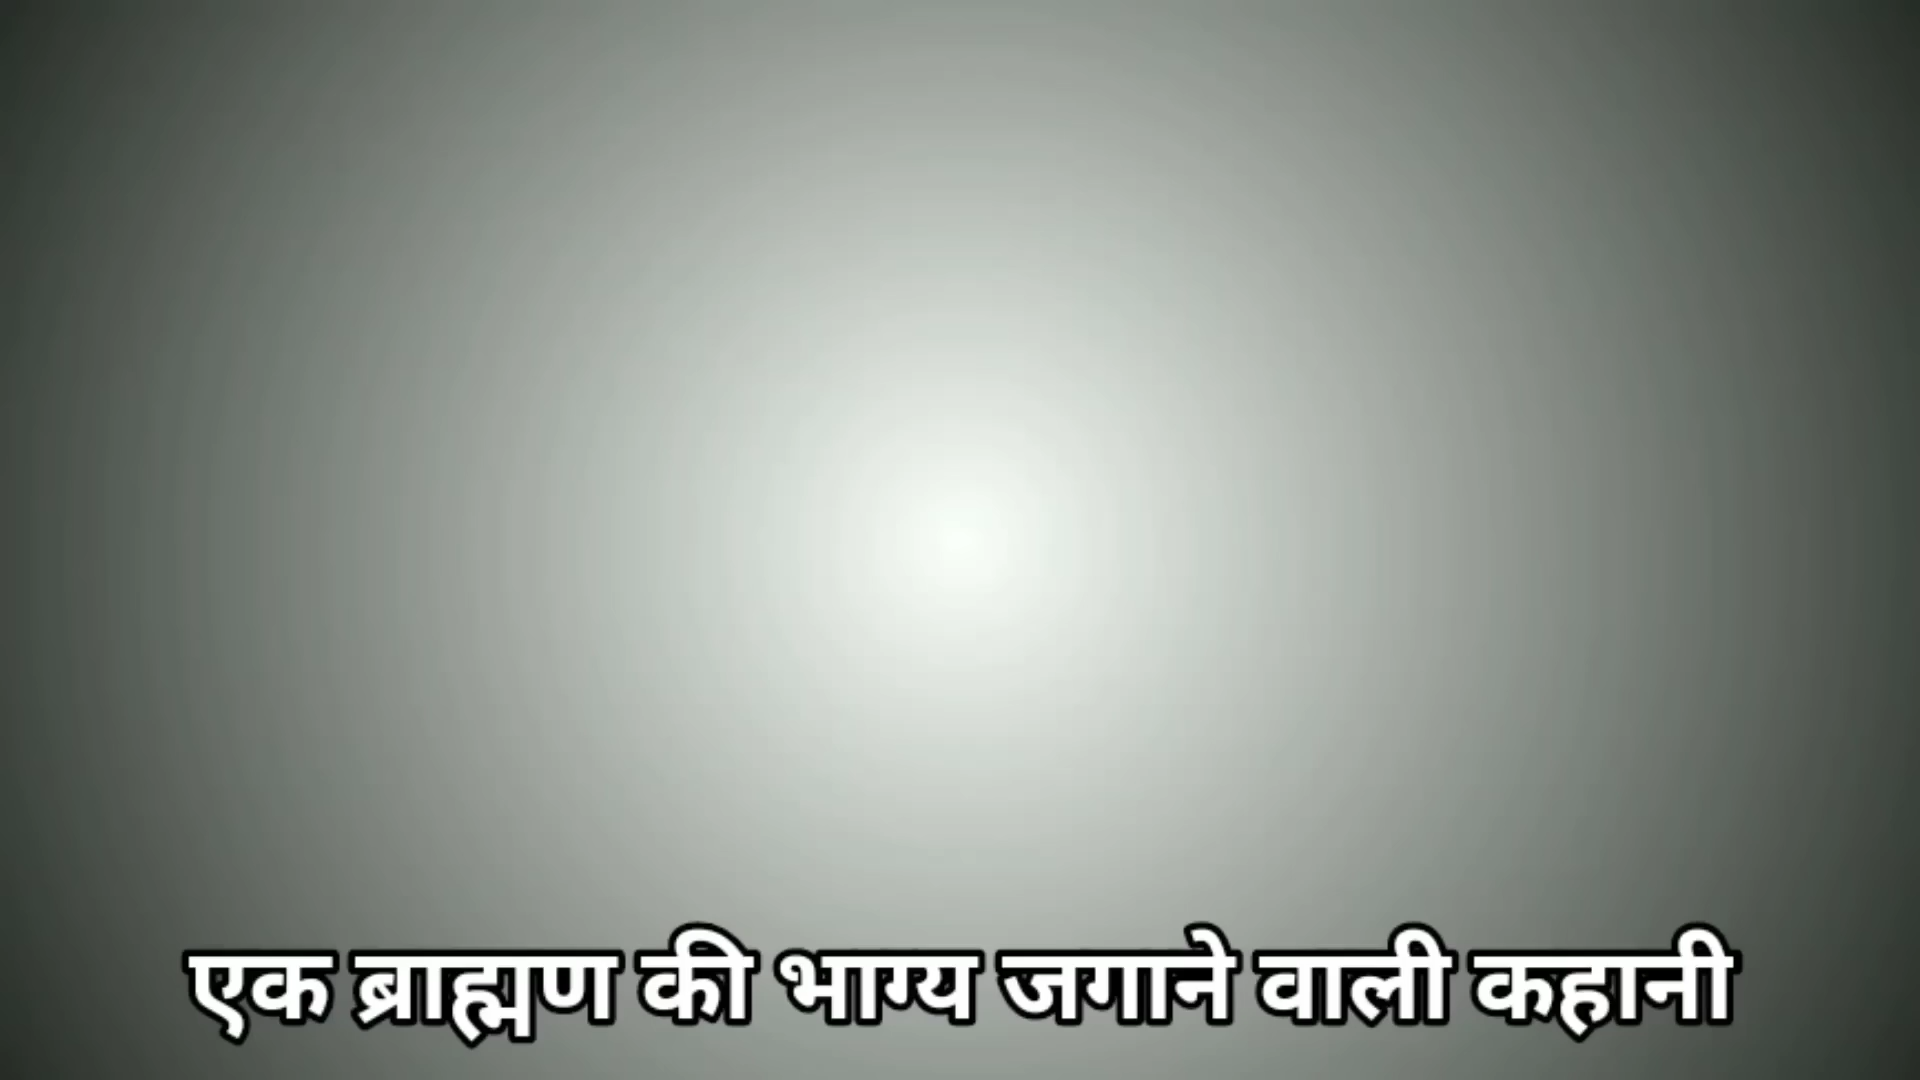 एक ब्राह्मण की भाग्य जगाने वाली कहानी